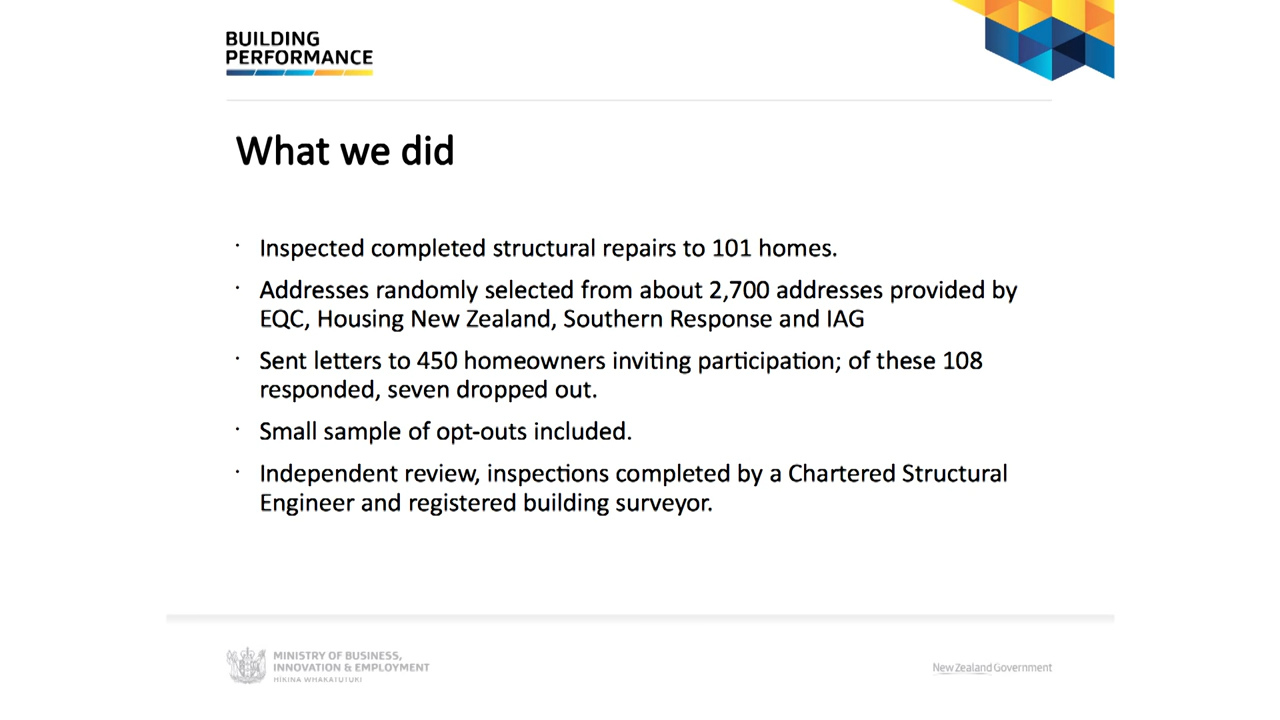 BUILDING
PERFORMANCE
What we did
· Inspected completed structural repairs to 101 homes.
· Addresses randomly selected from about 2,700 addresses provided by
EQC, Housing New Zealand, Southern Response and IAG
· Sent letters to 450 homeowners inviting participation; of these 108
responded, seven dropped out.
· Small sample of opt-outs included.
· Independent review, inspections completed by a Chartered Structural
Engineer and registered building surveyor.
MINISTRY OF BUSINESS,
INNOVATION & EMPLOYMENT
HĪKINA WHAKATUTUKI
New Zealand Government